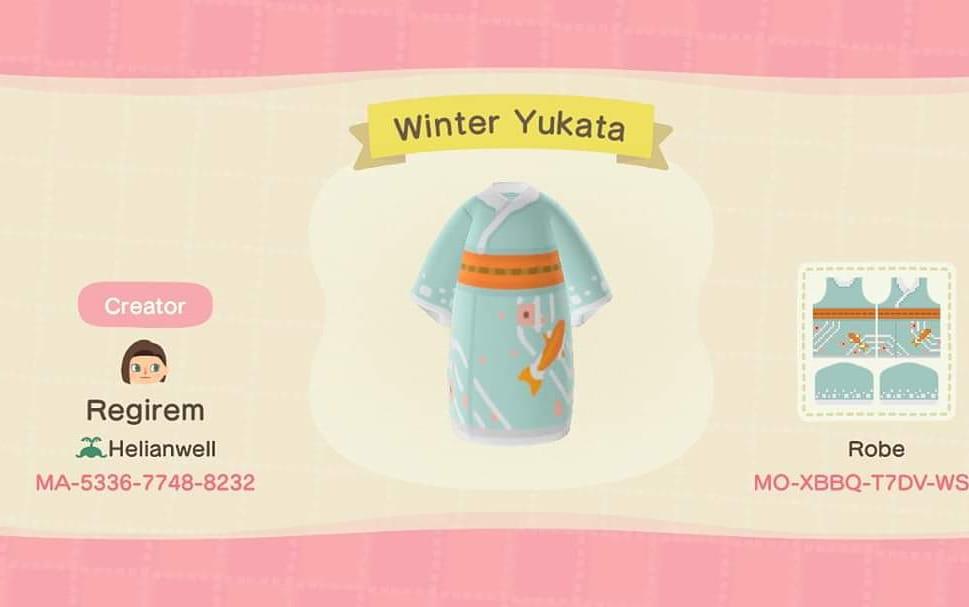 Winter Yukata
Creator
Regirem
Helianwell
MA-5336-7748-8232
Robe
MO-XBBQ-T7DV-WS